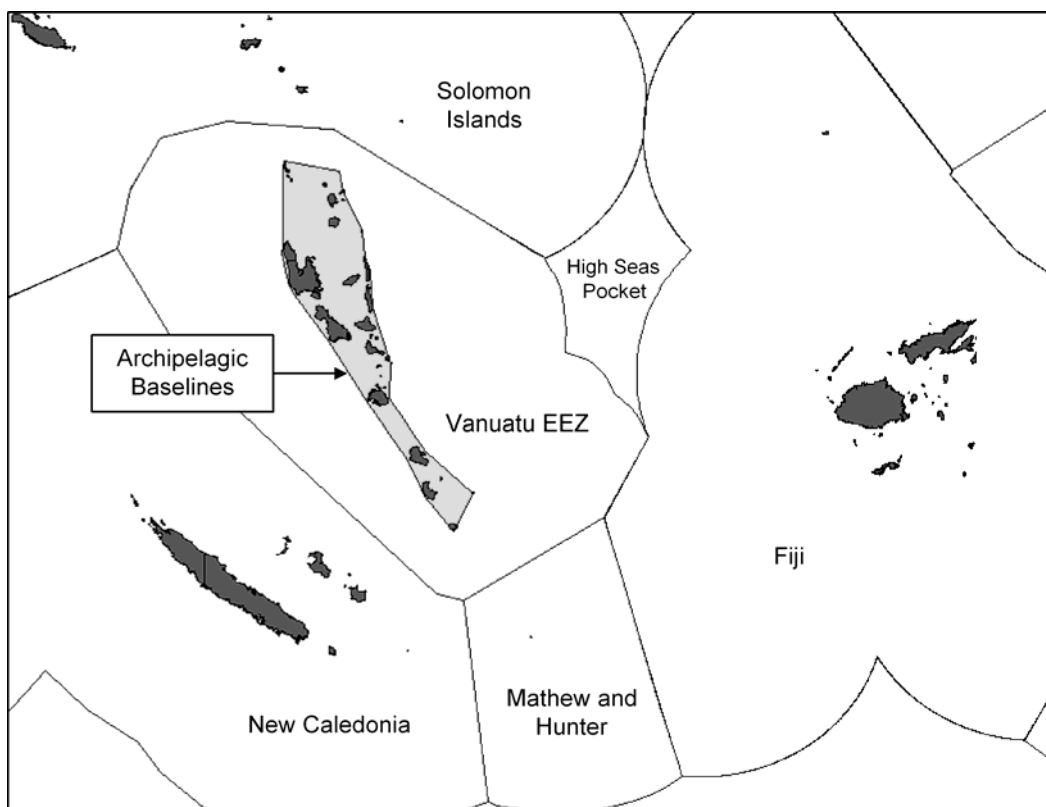 Solomon
Islands
High Seas
Pocket
Archipelagic
Baselines
Vanuatu EEZ
Fiji
Mathew and
Hunter
New Caledonia